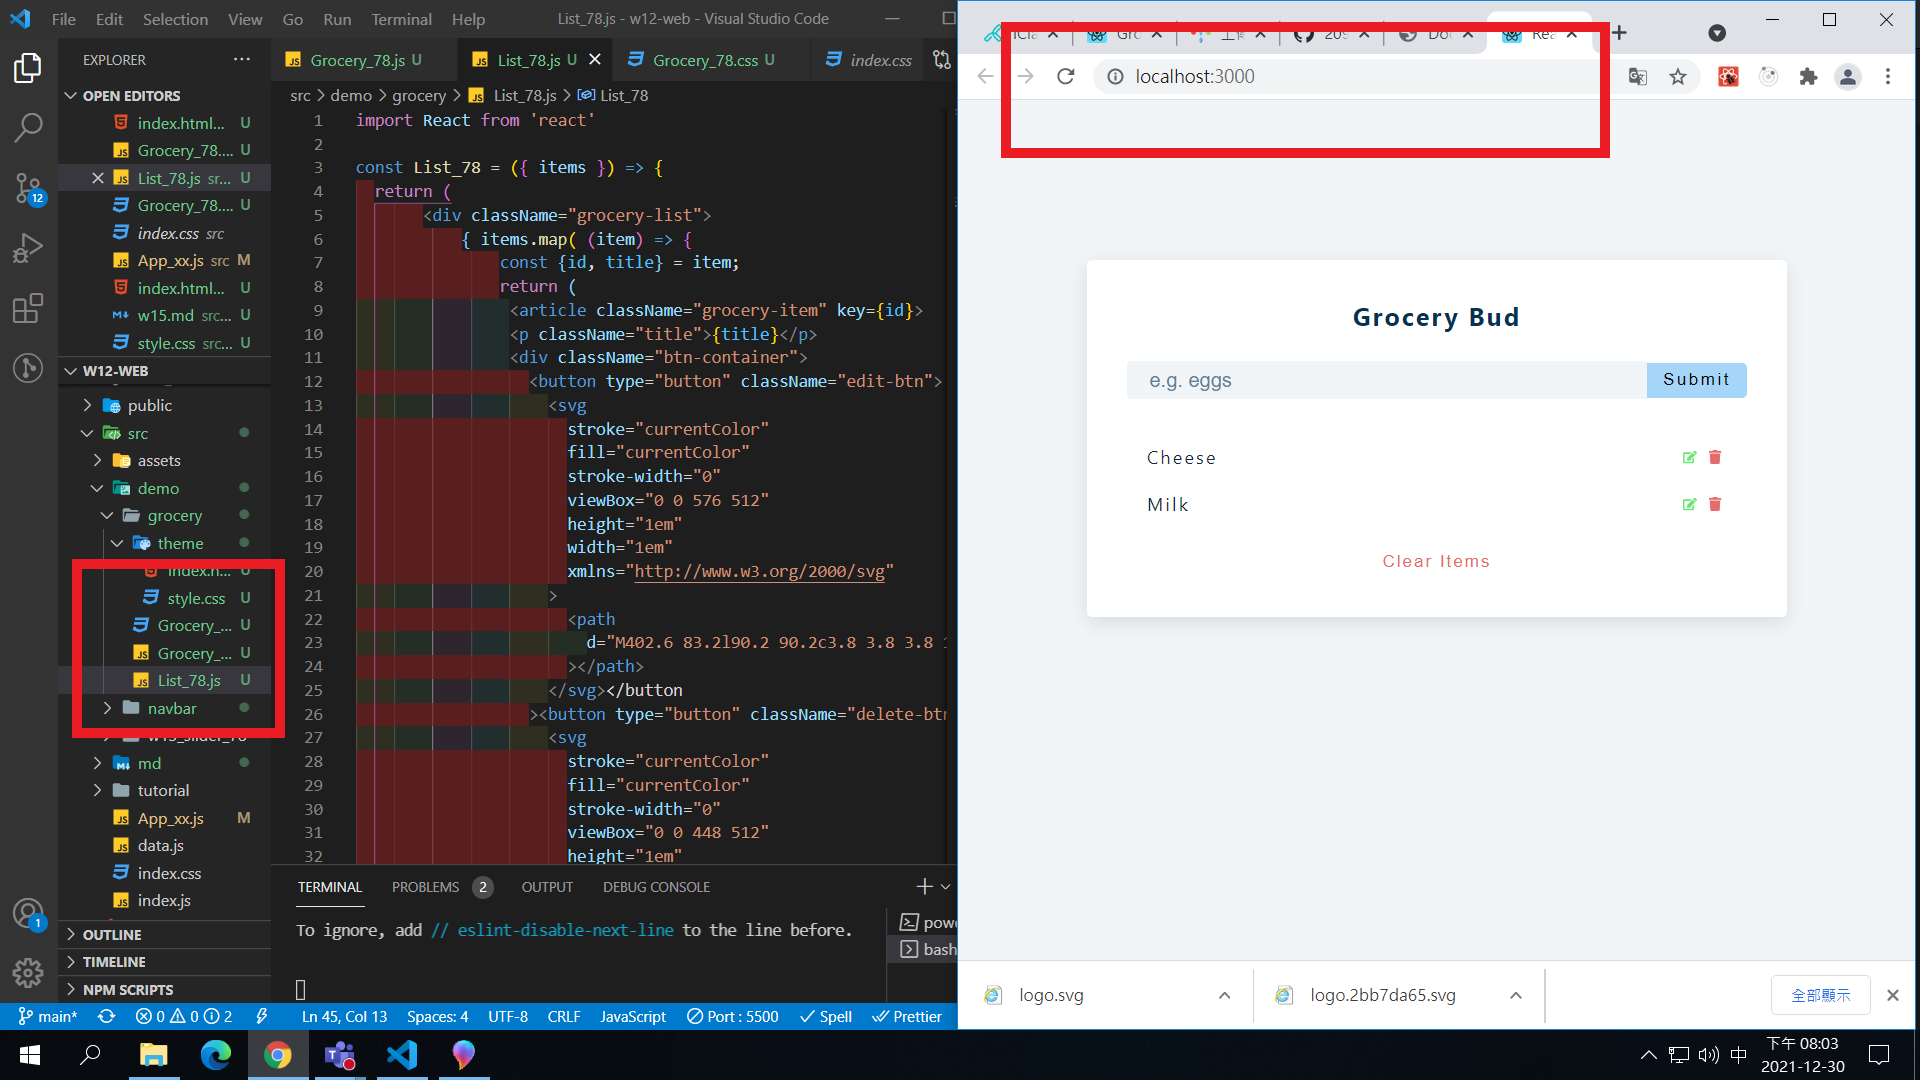 File Edit Selection View Go Run Terminal Help
List_78.js - w12-web - Visual Studio Code
EXPLORER
OPEN EDITORS
index.html... U
Grocery_78.... U
List_78.js sr... U
Grocery_78.... U
index.css src
App_xx.js src M
index.html... U
w15.md src... U
style.css src... U
W12-WEB
public
src
assets
demo
grocery
theme
index.h... U
style.css U
Grocery_... U
Grocery_... U
List_78.js U
navbar
md
tutorial
App_xx.js M
data.js
index.css
index.js
OUTLINE
TIMELINE
NPM SCRIPTS
12
1
Grocery_78.js U
List_78.js U
Grocery_78.css U
index.css
src > demo > grocery > List_78.js > List_78
1 import React from 'react'
2
3 const List_78 = ({ items }) => {
4 return (
5 <div className="grocery-list">
6 { items.map( (item) => {
7 const {id, title} = item;
8 return (
9 <article className="grocery-item" key={id}>
10 <p className="title">{title}</p>
11 <div className="btn-container">
12 <button type="button" className="edit-btn">
13 <svg
14 stroke="currentColor"
15 fill="currentColor"
16 stroke-width="0"
17 viewBox="0 0 576 512"
18 height="1em"
19 width="1em"
20 xmlns="http://www.w3.org/2000/svg"
21 >
22 <path
23 d="M402.6 83.2l90.2 90.2c3.8 3.8 3.8
24 ></path>
25 </svg></button
26 ><button type="button" className="delete-btn
27 <svg
28 stroke="currentColor"
29 fill="currentColor"
30 stroke-width="0"
31 viewBox="0 0 448 512"
32 height="1em"
TERMINAL PROBLEMS 2 OUTPUT DEBUG CONSOLE
To ignore, add // eslint-disable-next-line to the line before.
pow
bash
main* 0 0 2 Ln 45, Col 13 Spaces: 4 UTF-8 CRLF JavaScript Port : 5500 Spell Prettier
localhost:3000
Grocery Bud
e.g. eggs
Submit
Cheese
Milk
Clear Items
logo.svg
logo.2bb7da65.svg
全部顯示
中
下午 08:03
2021-12-30